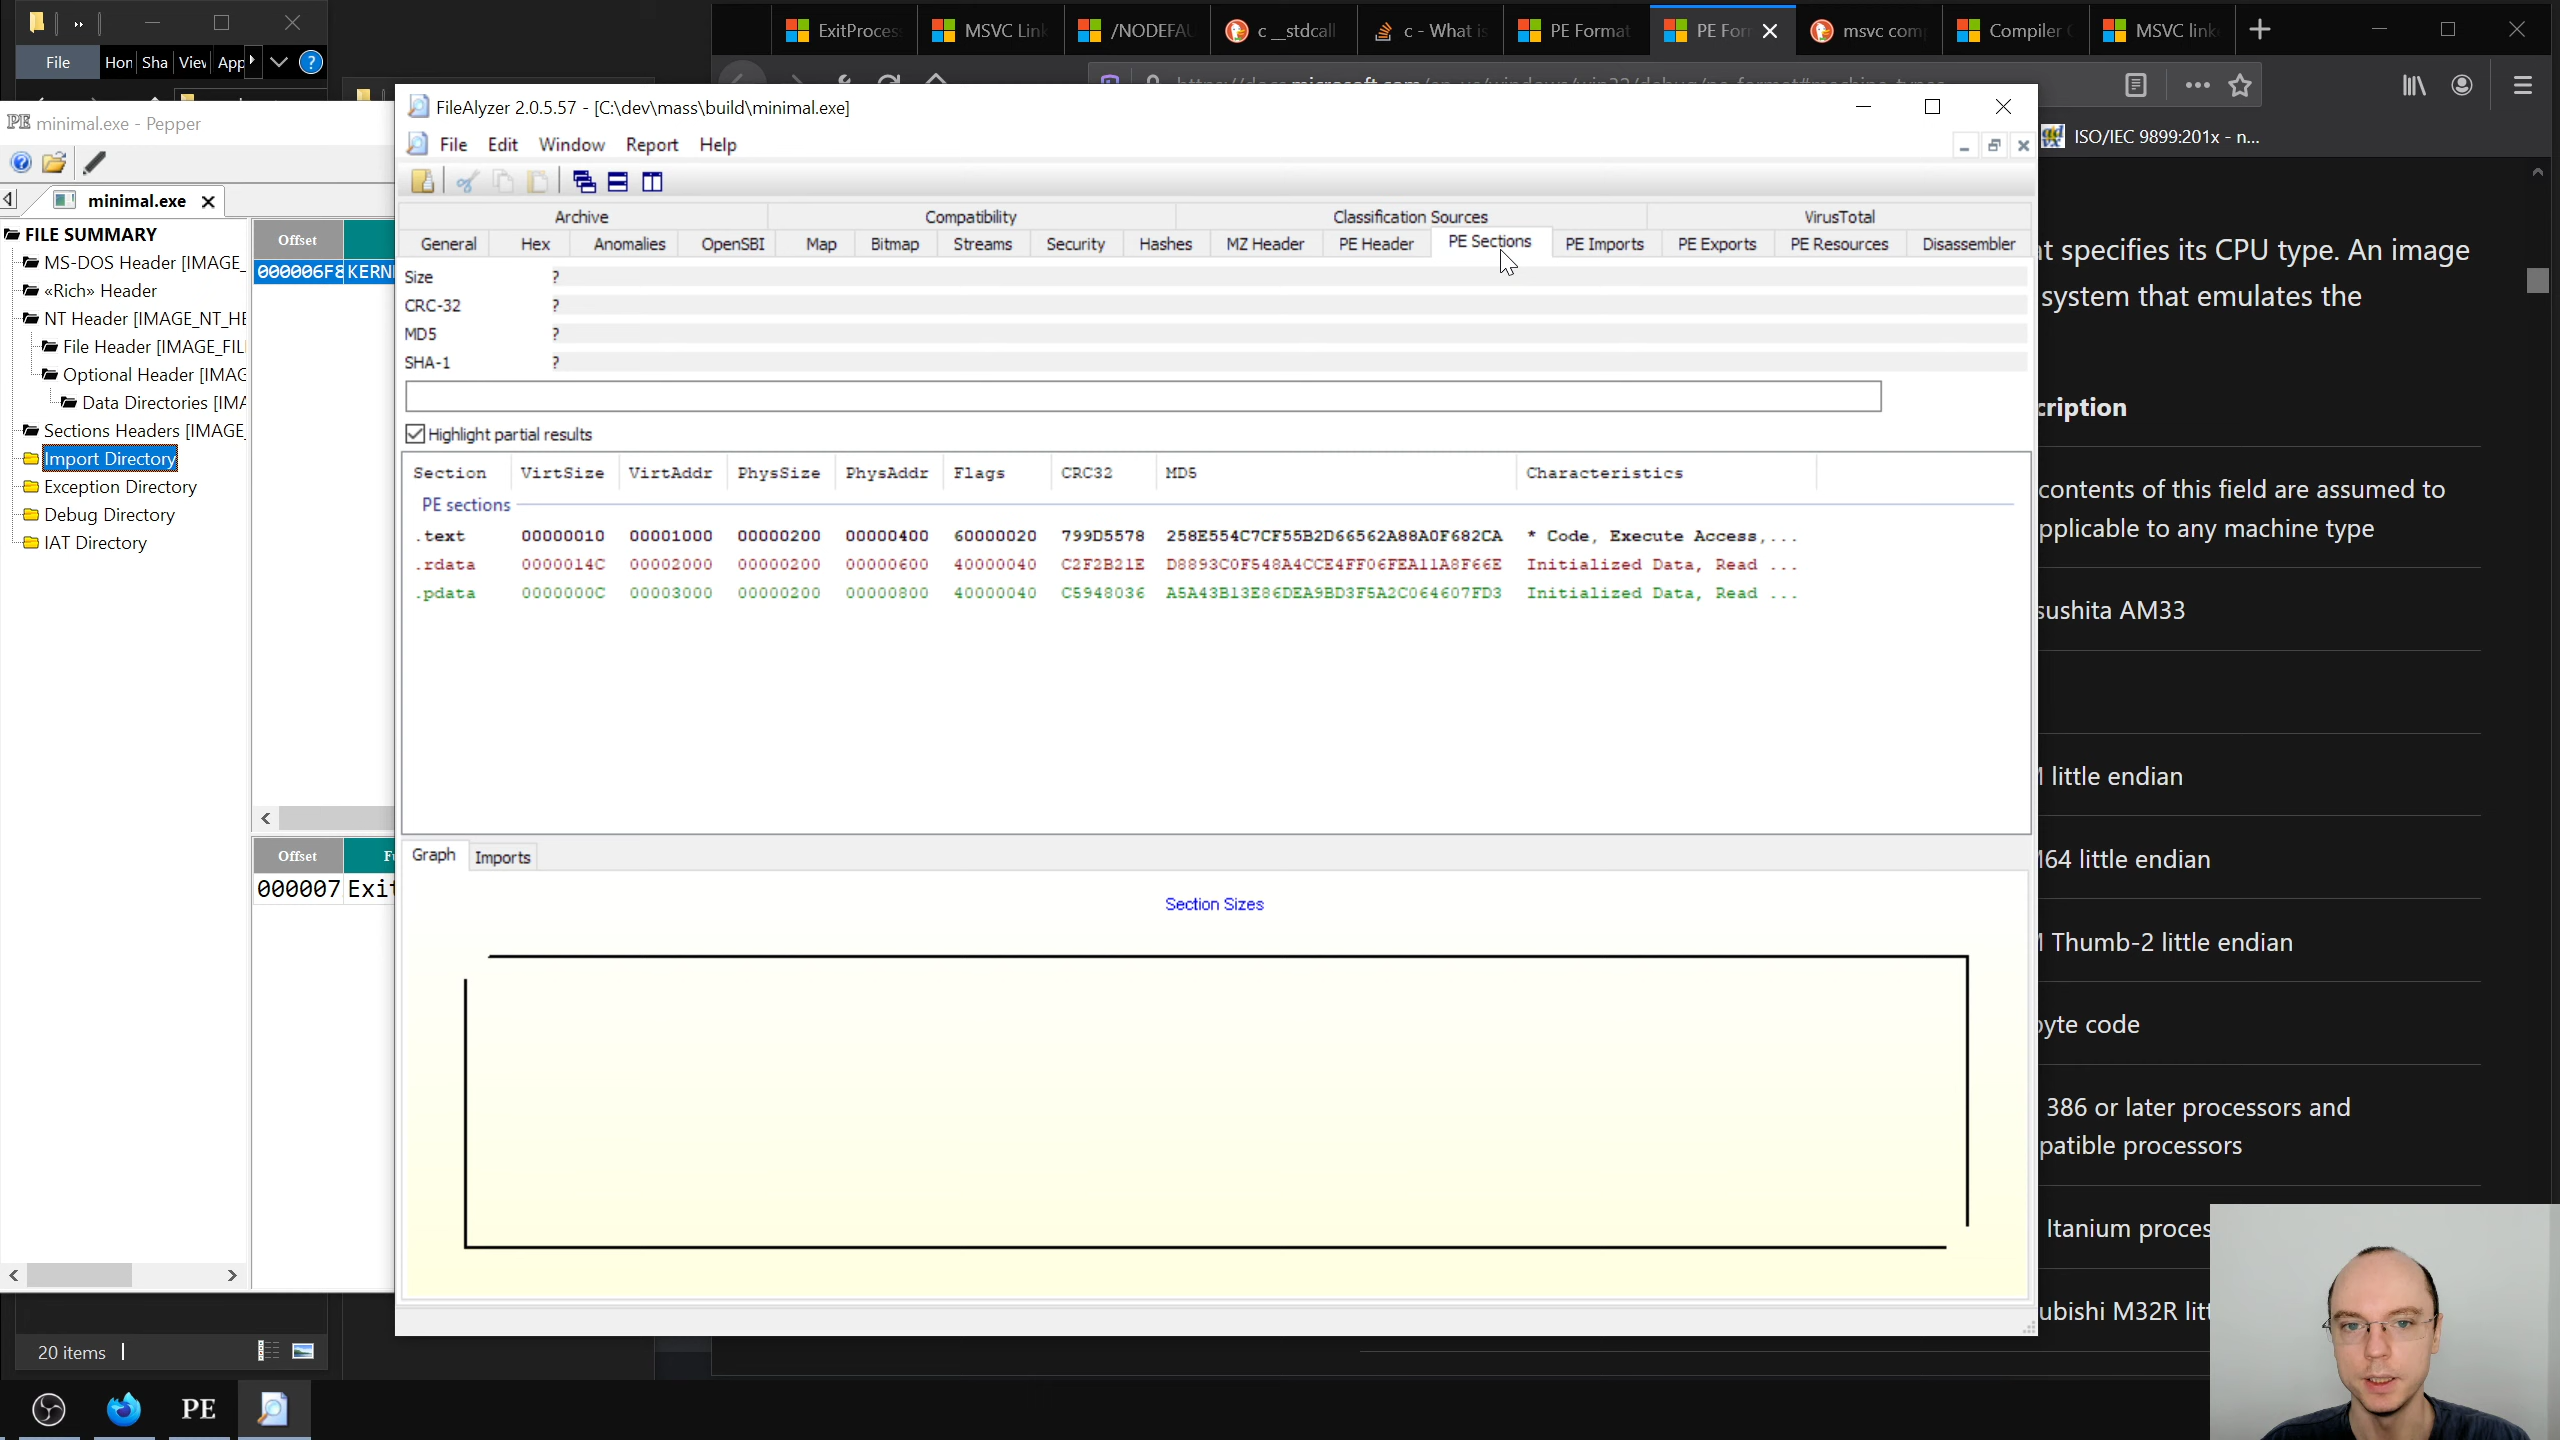 File
Hor
Sha
Viev
App
ExitProces
MSVC Link
/NODEFAU
c __stdcall
c - What is
PE Format
PE For
msvc com
Compiler
MSVC link
ISO/IEC 9899:201x - n...
PE minimal.exe - Pepper
minimal.exe
FILE SUMMARY
MS-DOS Header [IMAGE_
«Rich» Header
NT Header [IMAGE_NT_HE
File Header [IMAGE_FIL
Optional Header [IMAG
Data Directories [IMA
Sections Headers [IMAGE_
Import Directory
Exception Directory
Debug Directory
IAT Directory
Offset
000006F8 KERN
Offset
000007 Exit
20 items
PE
FileAlyzer 2.0.5.57 - [C:\dev\mass\build\minimal.exe]
File Edit Window Report Help
Archive Compatibility Classification Sources VirusTotal
General Hex Anomalies OpenSBI Map Bitmap Streams Security Hashes MZ Header PE Header PE Sections PE Imports PE Exports PE Resources Disassembler
Size ?
CRC-32 ?
MD5 ?
SHA-1 ?
Highlight partial results
Section VirtSize VirtAddr PhysSize PhysAddr Flags CRC32 MD5 Characteristics
PE sections
.text 00000010 00001000 00000200 00000400 60000020 799D5578 258E554C7CF55B2D66562A88A0F682CA * Code, Execute Access,...
.rdata 0000014C 00002000 00000200 00000600 40000040 C2F2B21E D8893C0F548A4CCE4FF06FEA11A8F66E Initialized Data, Read ...
.pdata 0000000C 00003000 00000200 00000800 40000040 C5948036 A5A43B13E86DEA9BD3F5A2C064607FD3 Initialized Data, Read ...
Graph Imports
Section Sizes
at specifies its CPU type. An image
system that emulates the
cription
contents of this field are assumed to
pplicable to any machine type
sushita AM33
little endian
64 little endian
Thumb-2 little endian
byte code
386 or later processors and
patible processors
Itanium proces
ubishi M32R litt